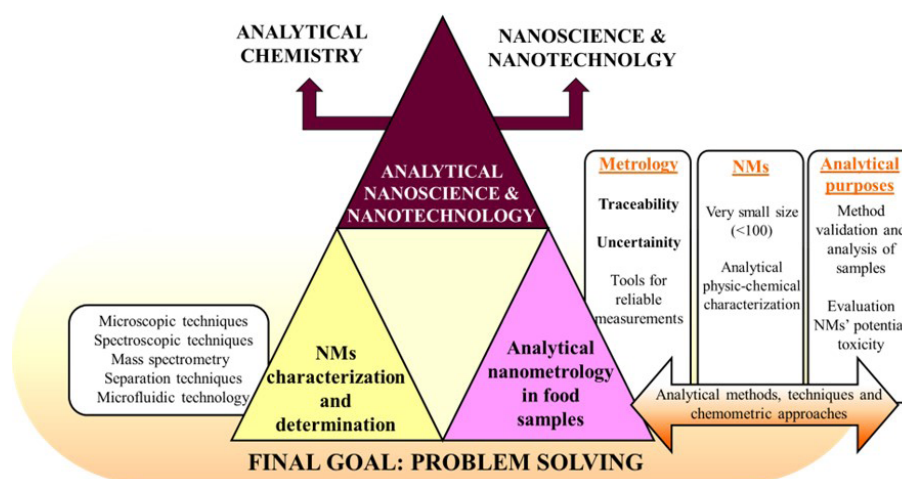 ANALYTICAL
CHEMISTRY
NANOSCIENCE &
NANOTECHNOLGY
ANALYTICAL
NANOSCIENCE &
NANOTECHNOLOGY
Metrology
Traceability
Uncertainity
Tools for
reliable
measurements
NMs
Very small size
(<100)
Analytical
physic-chemical
characterization
Analytical
purposes
Method
validation and
analysis of
samples
Evaluation
NMs' potential
toxicity
Microscopic techniques
Spectroscopic techniques
Mass spectrometry
Separation techniques
Microfluidic technology
NMs
characterization
and
determination
Analytical
nanometrology
in food
samples
Analytical methods, techniques and
chemometric approaches
FINAL GOAL: PROBLEM SOLVING